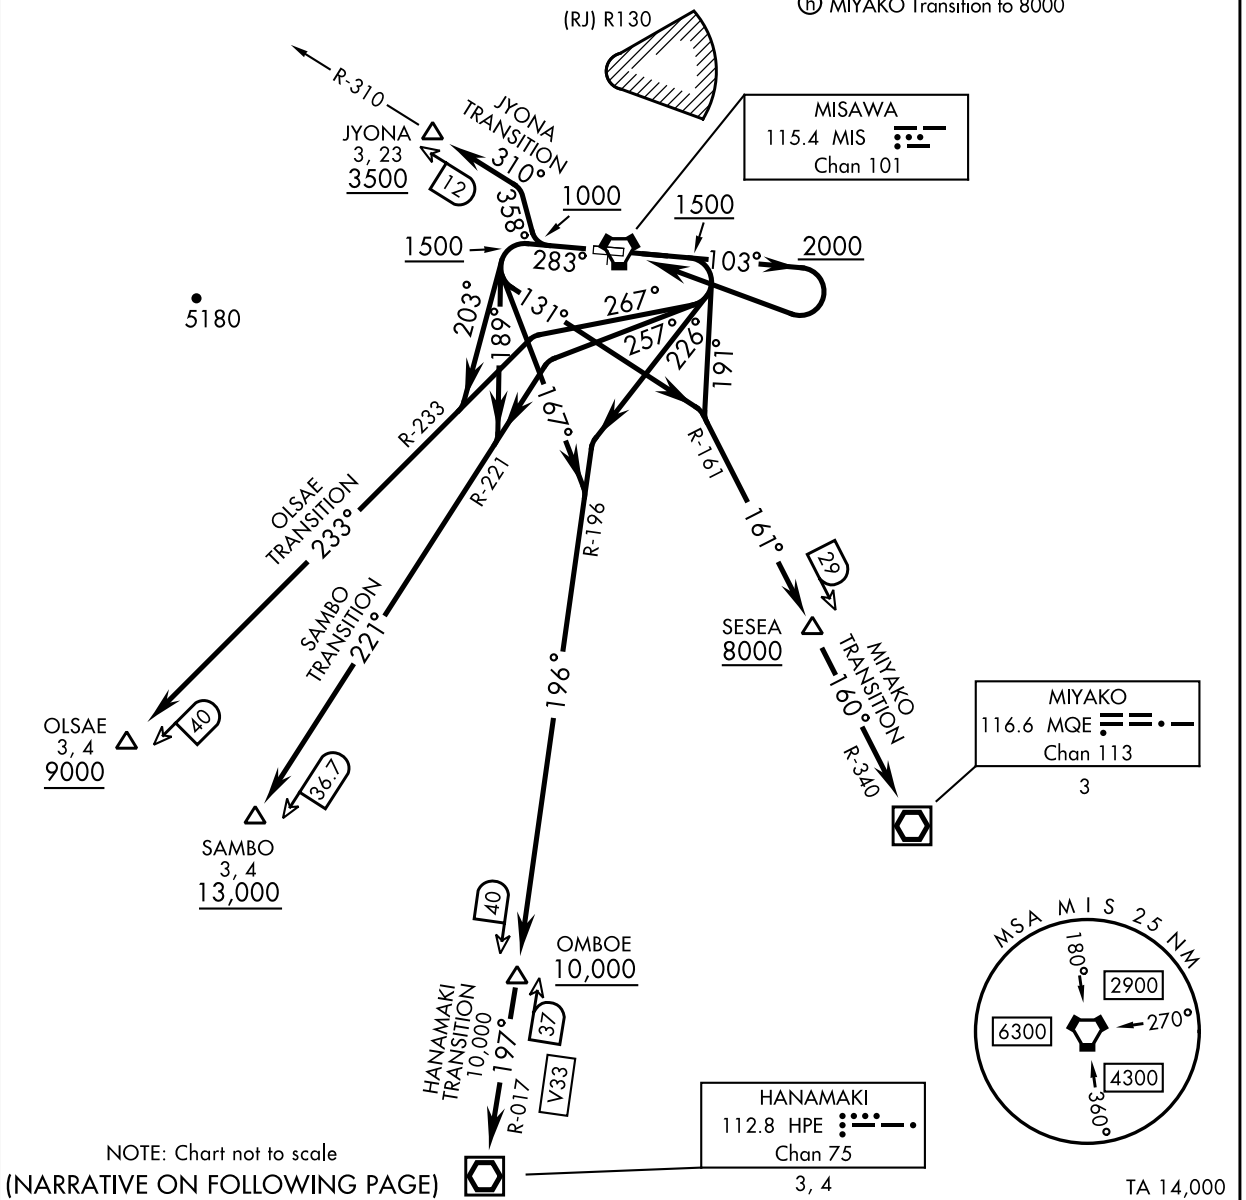 ⓗ MIYAKO Transition to 8000
(RJ) R130
R-310
JYONA
TRANSITION
310°
JYONA
3, 23
3500
12
358°
1000
MISAWA
115.4 MIS
Chan 101
1500
1500
283°
103°
2000
5180
203°
189°
131°
267°
257°
226°
191°
167°
R-233
R-221
R-196
R-161
OLSAE
TRANSITION
233°
SAMBO
TRANSITION
221°
161°
29
SESEA
8000
MIYAKO
TRANSITION
160°
R-340
196°
MIYAKO
116.6 MQE
Chan 113
3
OLSAE
3, 4
9000
40
36.7
SAMBO
3, 4
13,000
40
OMBOE
10,000
HANAMAKI
TRANSITION
10,000
197°
37
V33
R-017
MSA MIS 25 NM
180°
2900
270°
6300
4300
360°
HANAMAKI
112.8 HPE
Chan 75
3, 4
NOTE: Chart not to scale
(NARRATIVE ON FOLLOWING PAGE)
TA 14,000